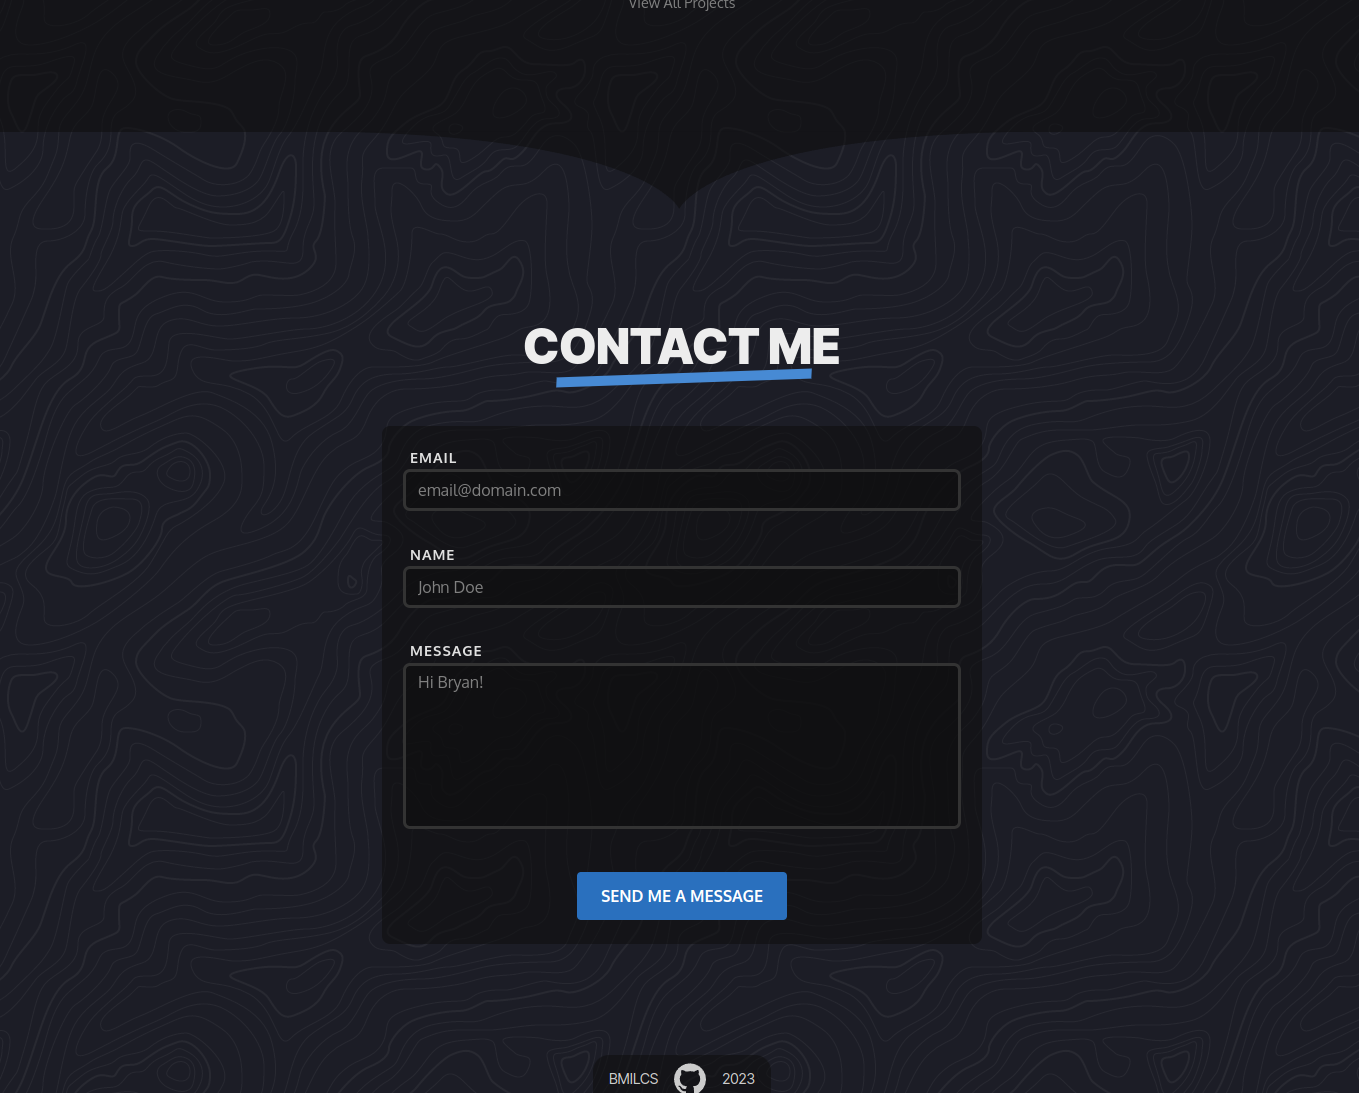 View All Projects
CONTACT ME
EMAIL
email@domain.com
NAME
John Doe
MESSAGE
Hi Bryan!
SEND ME A MESSAGE
BMILCS 2023